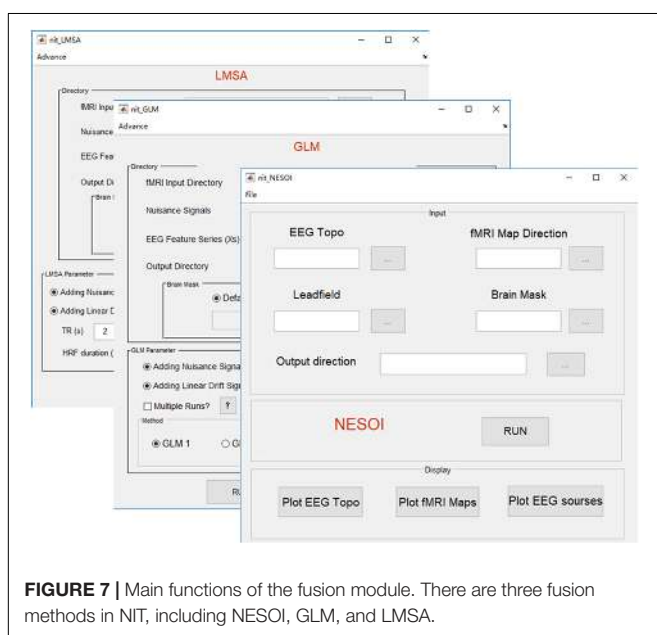 nit_LMSA
Advance
LMSA
Directory
fMRI Inpu
Nuisance
EEG Fea
Output Di
Brain
LMSA Parameter
Adding Nuisanc
Adding Linear D
TR (s) 2
HRF duration (
nit_GLM
Advance
GLM
Directory
fMRI Input Directory
Nuisance Signals
EEG Feature Series (Xs)
Output Directory
Brain Mask
Defa
GLM Parameter
Adding Nuisance Signa
Adding Linear Drift Sig
Multiple Runs? ?
Method
GLM 1 G
RU
nit_NESOI
File
Input
EEG Topo fMRI Map Direction
... ...
Leadfield Brain Mask
... ...
Output direction ...
NESOI RUN
Display
Plot EEG Topo Plot fMRI Maps Plot EEG sourses
FIGURE 7 | Main functions of the fusion module. There are three fusion
methods in NIT, including NESOI, GLM, and LMSA.